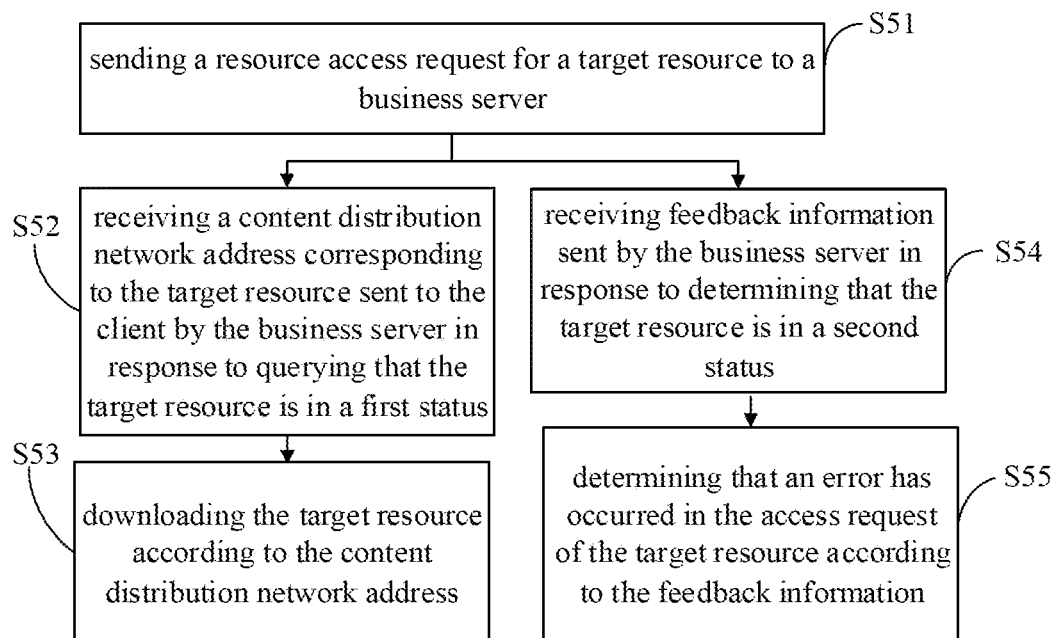 S51
sending a resource access request for a target resource to a
business server
S52
receiving a content distribution
network address corresponding
to the target resource sent to the
client by the business server in
response to querying that the
target resource is in a first status
receiving feedback information
sent by the business server in
response to determining that the
target resource is in a second
status
S54
S53
downloading the target resource
according to the content
distribution network address
determining that an error has
occurred in the access request
of the target resource according
to the feedback information
S55